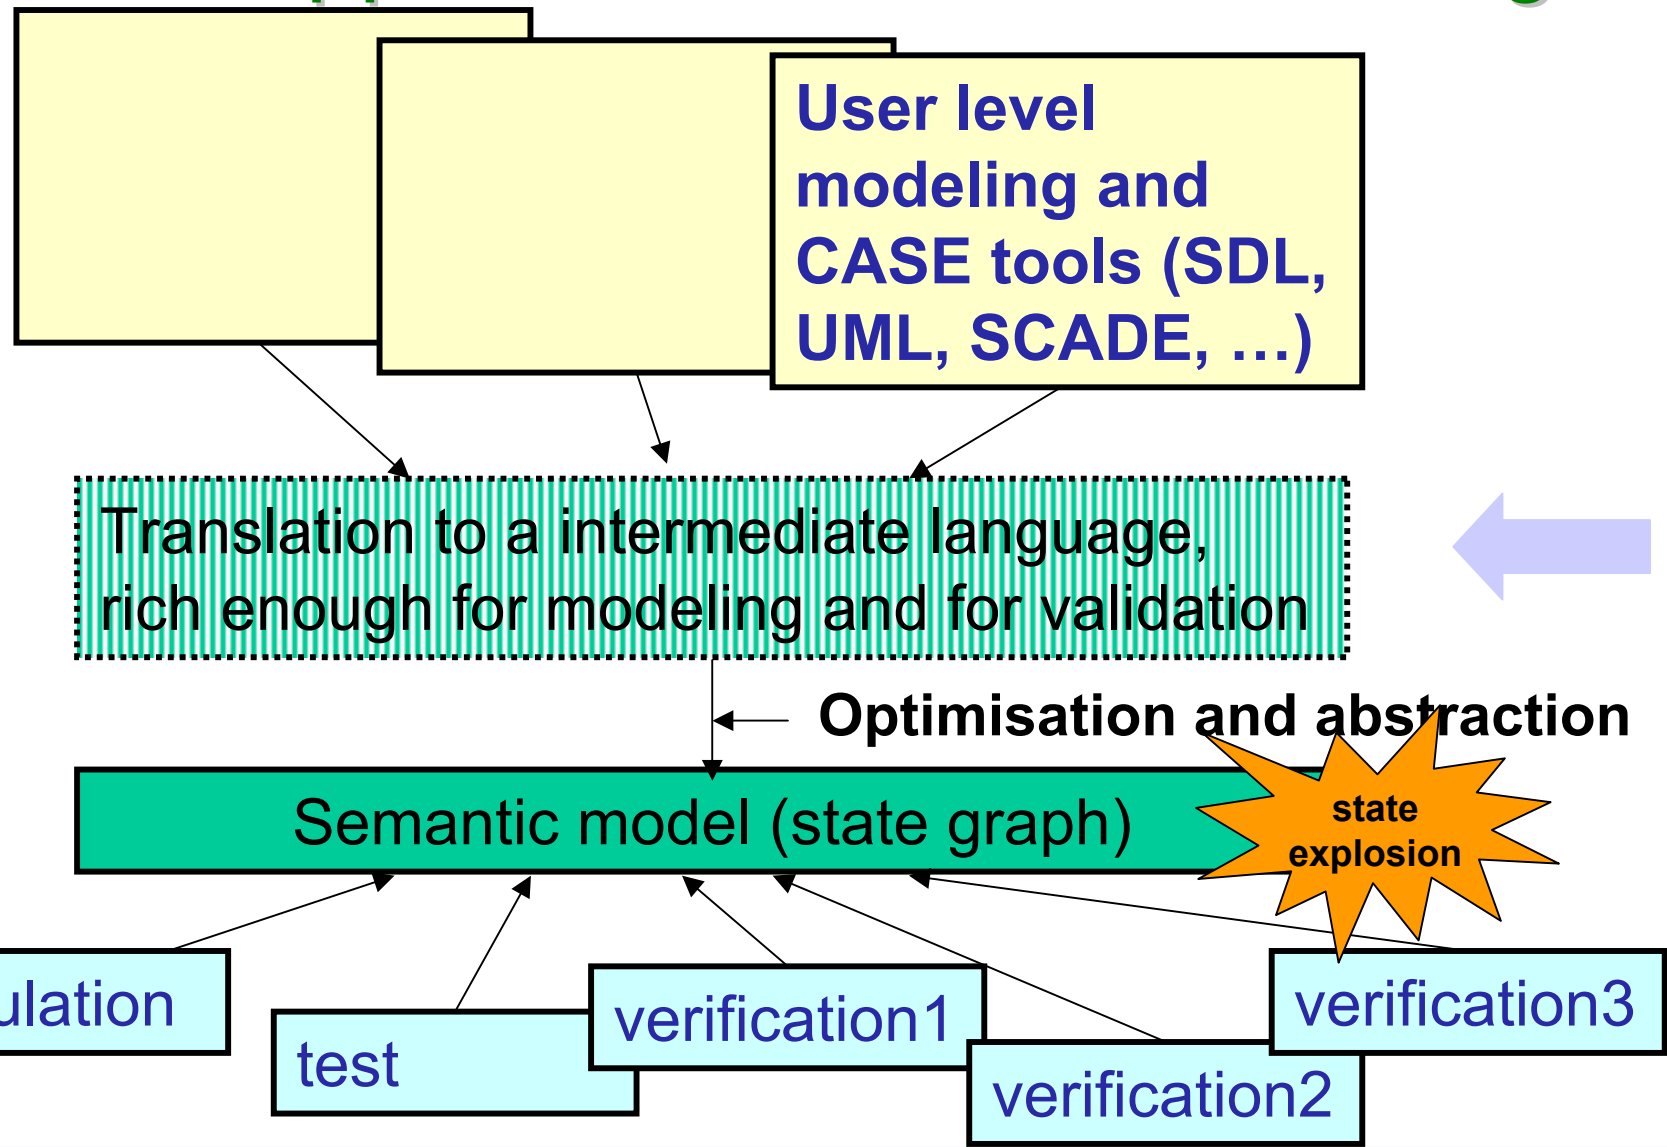 User level
modeling and
CASE tools (SDL,
UML, SCADE, …)
Translation to a intermediate language,
rich enough for modeling and for validation
Optimisation and abstraction
Semantic model (state graph)
state
explosion
ulation
test
verification1
verification2
verification3